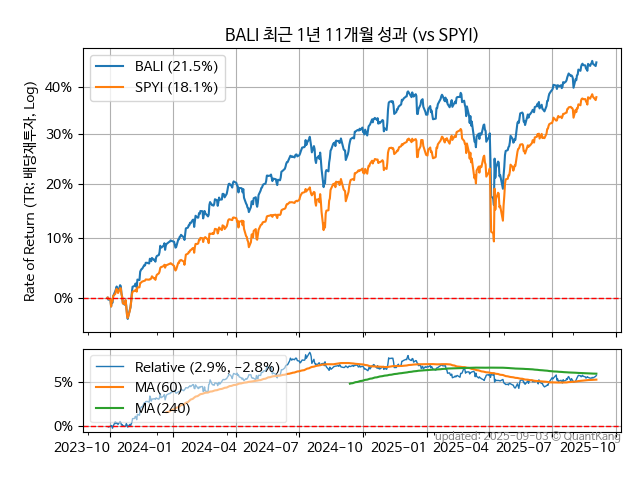 BALI 최근 1년 11개월 성과 (vs SPYI)
BALI (21.5%)
SPYI (18.1%)
Rate of Return (TR; 배당재투자, Log)
40%
30%
20%
10%
0%
Relative (2.9%, -2.8%)
MA(60)
MA(240)
5%
0%
2023-10 2024-01 2024-04 2024-07 2024-10 2025-01 2025-04 2025-07 2025-10
updated: 2025-09-03 © QuantKang